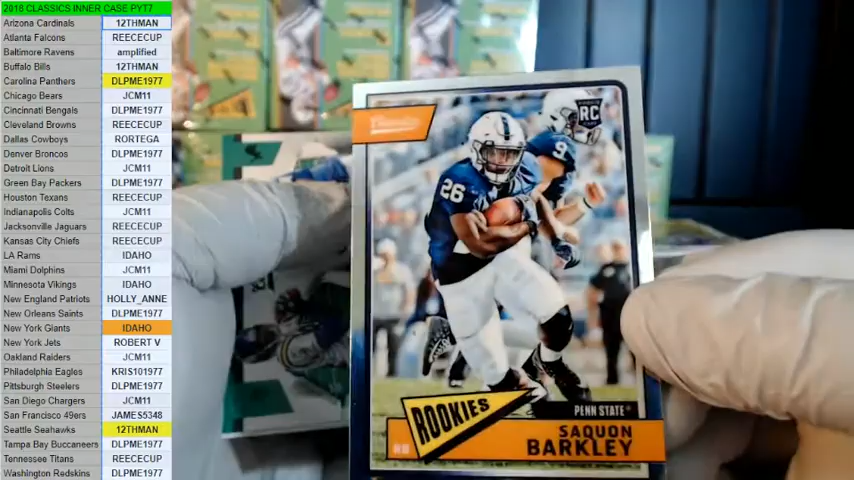 2018 CLASSICS INNER CASE PYT7
Arizona Cardinals 12THMAN
Atlanta Falcons REECECUP
Baltimore Ravens amplified
Buffalo Bills 12THMAN
Carolina Panthers DLPME1977
Chicago Bears JCM11
Cincinnati Bengals DLPME1977
Cleveland Browns REECECUP
Dallas Cowboys RORTEGA
Denver Broncos DLPME1977
Detroit Lions JCM11
Green Bay Packers DLPME1977
Houston Texans REECECUP
Indianapolis Colts JCM11
Jacksonville Jaguars REECECUP
Kansas City Chiefs REECECUP
LA Rams IDAHO
Miami Dolphins JCM11
Minnesota Vikings IDAHO
New England Patriots HOLLY_ANNE
New Orleans Saints DLPME1977
New York Giants IDAHO
New York Jets ROBERT V
Oakland Raiders JCM11
Philadelphia Eagles KRIS101977
Pittsburgh Steelers DLPME1977
San Diego Chargers JCM11
San Francisco 49ers JAMES5348
Seattle Seahawks 12THMAN
Tampa Bay Buccaneers DLPME1977
Tennessee Titans REECECUP
Washington Redskins DLPME1977
Classics
RC
26
9
PENN STATE
ROOKIES
SAQUON
BARKLEY